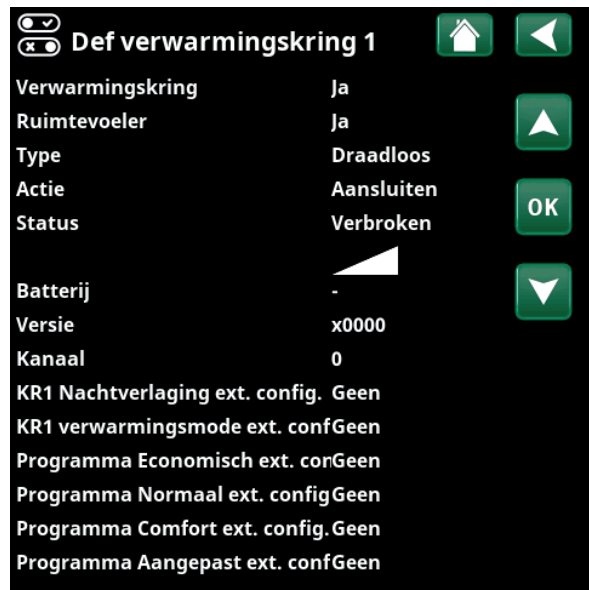 Def verwarmingskring 1
Verwarmingskring Ja
Ruimtevoeler Ja
Type Draadloos
Actie Aansluiten
OK
Status Verbroken
Batterij -
Versie x0000
Kanaal 0
KR1 Nachtverlaging ext. config. Geen
KR1 verwarmingsmode ext. conf Geen
Programma Economisch ext. con Geen
Programma Normaal ext. config Geen
Programma Comfort ext. config. Geen
Programma Aangepast ext. conf Geen